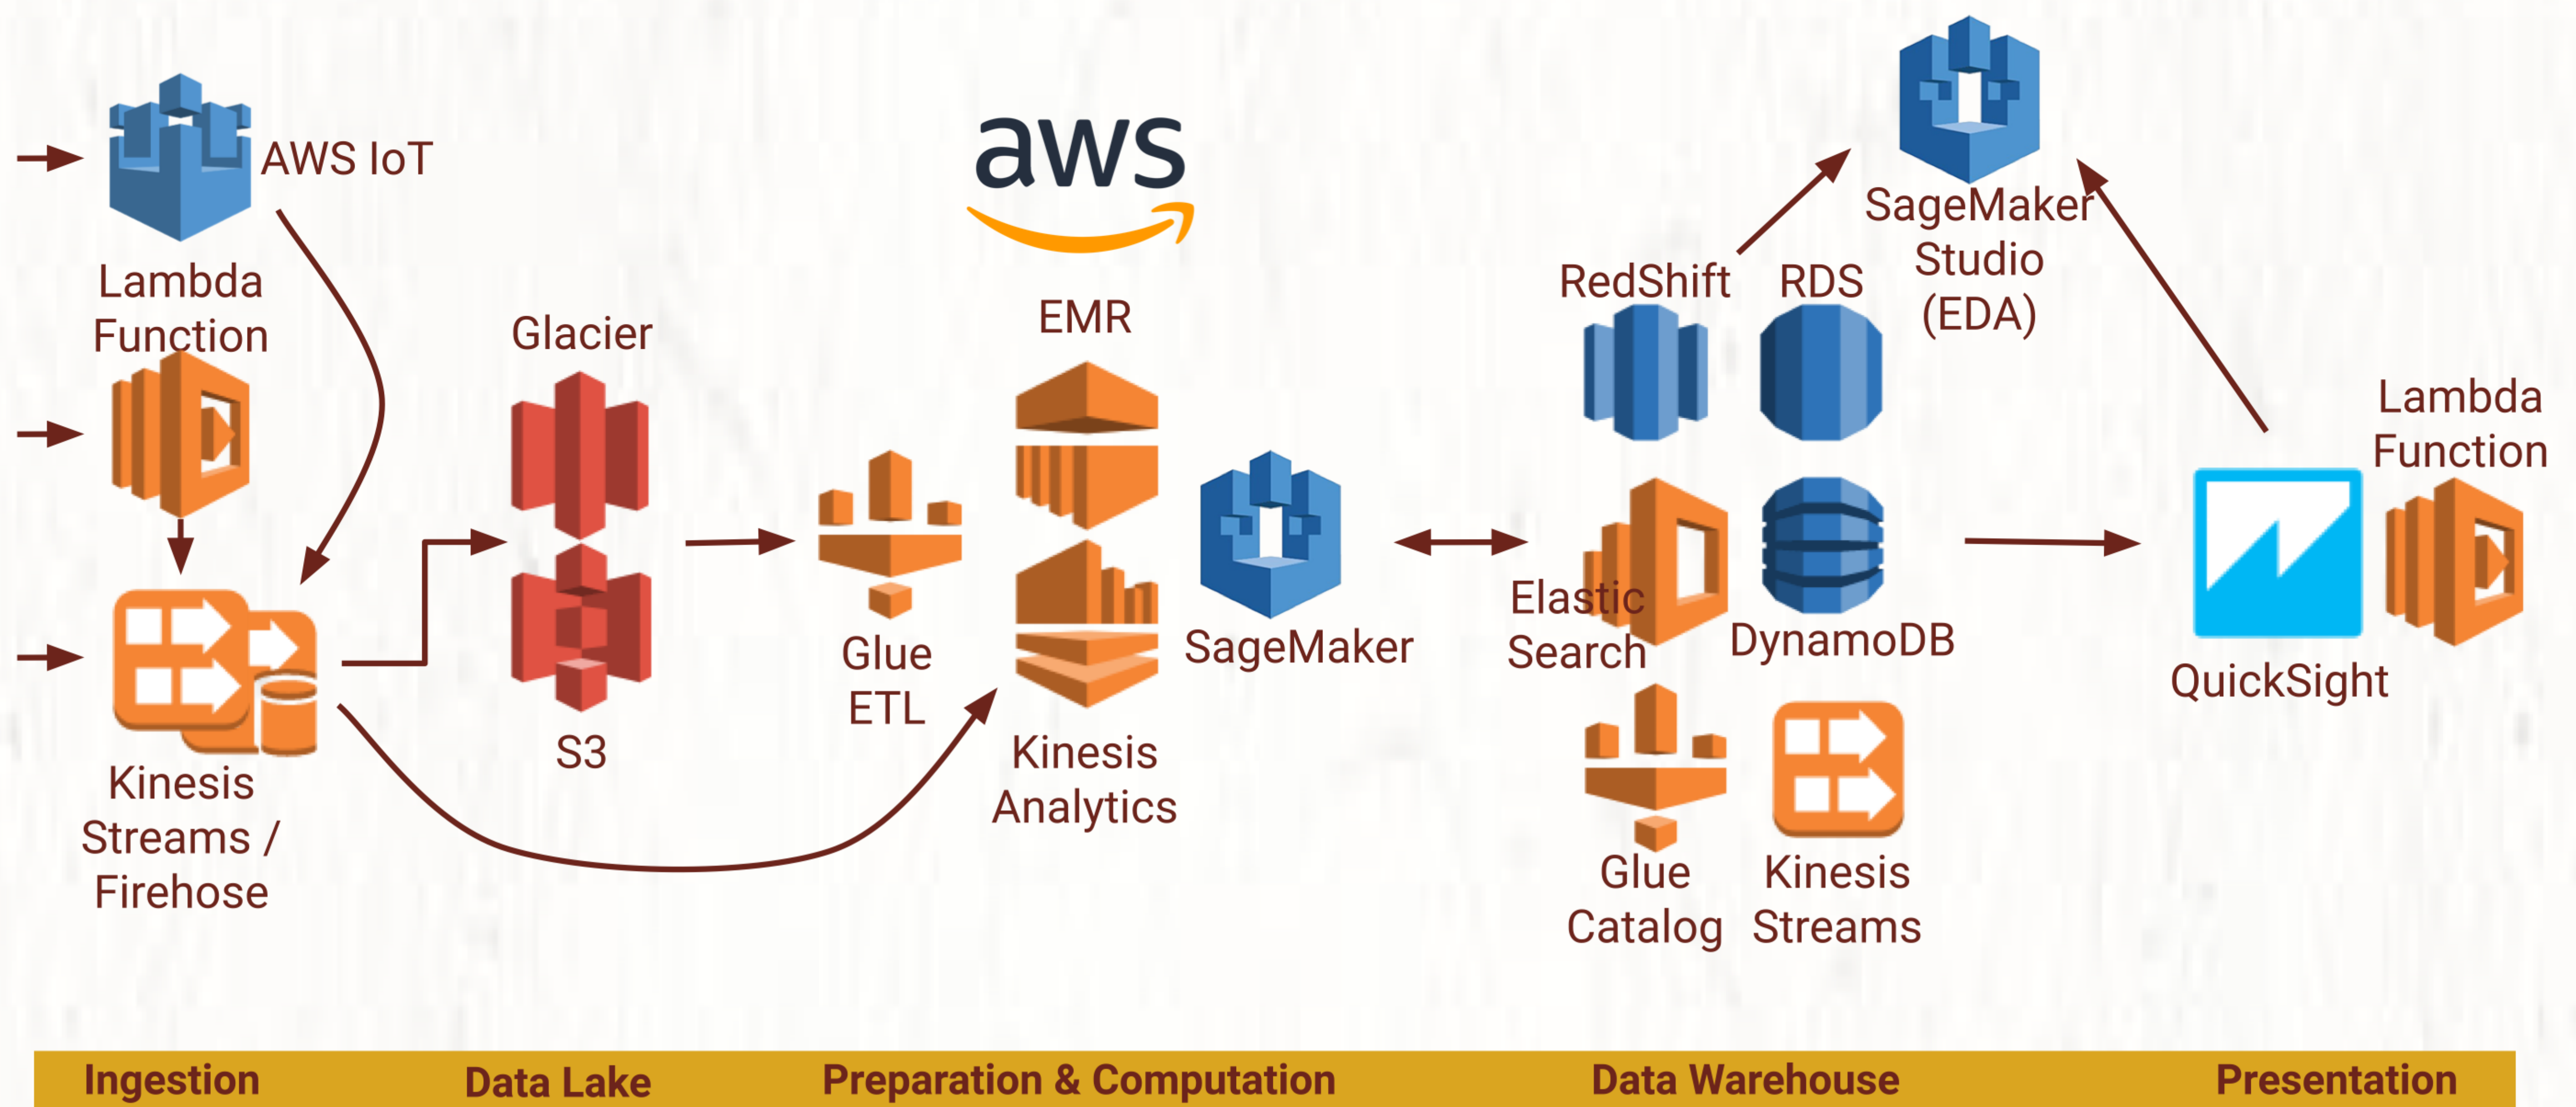 AWS IoT
Lambda
Function
Kinesis
Streams /
Firehose
Glacier
S3
aws
Glue
ETL
EMR
Kinesis
Analytics
SageMaker
RedShift
RDS
Elastic
Search
DynamoDB
Glue
Catalog
Kinesis
Streams
SageMaker
Studio
(EDA)
QuickSight
Lambda
Function
Ingestion
Data Lake
Preparation & Computation
Data Warehouse
Presentation